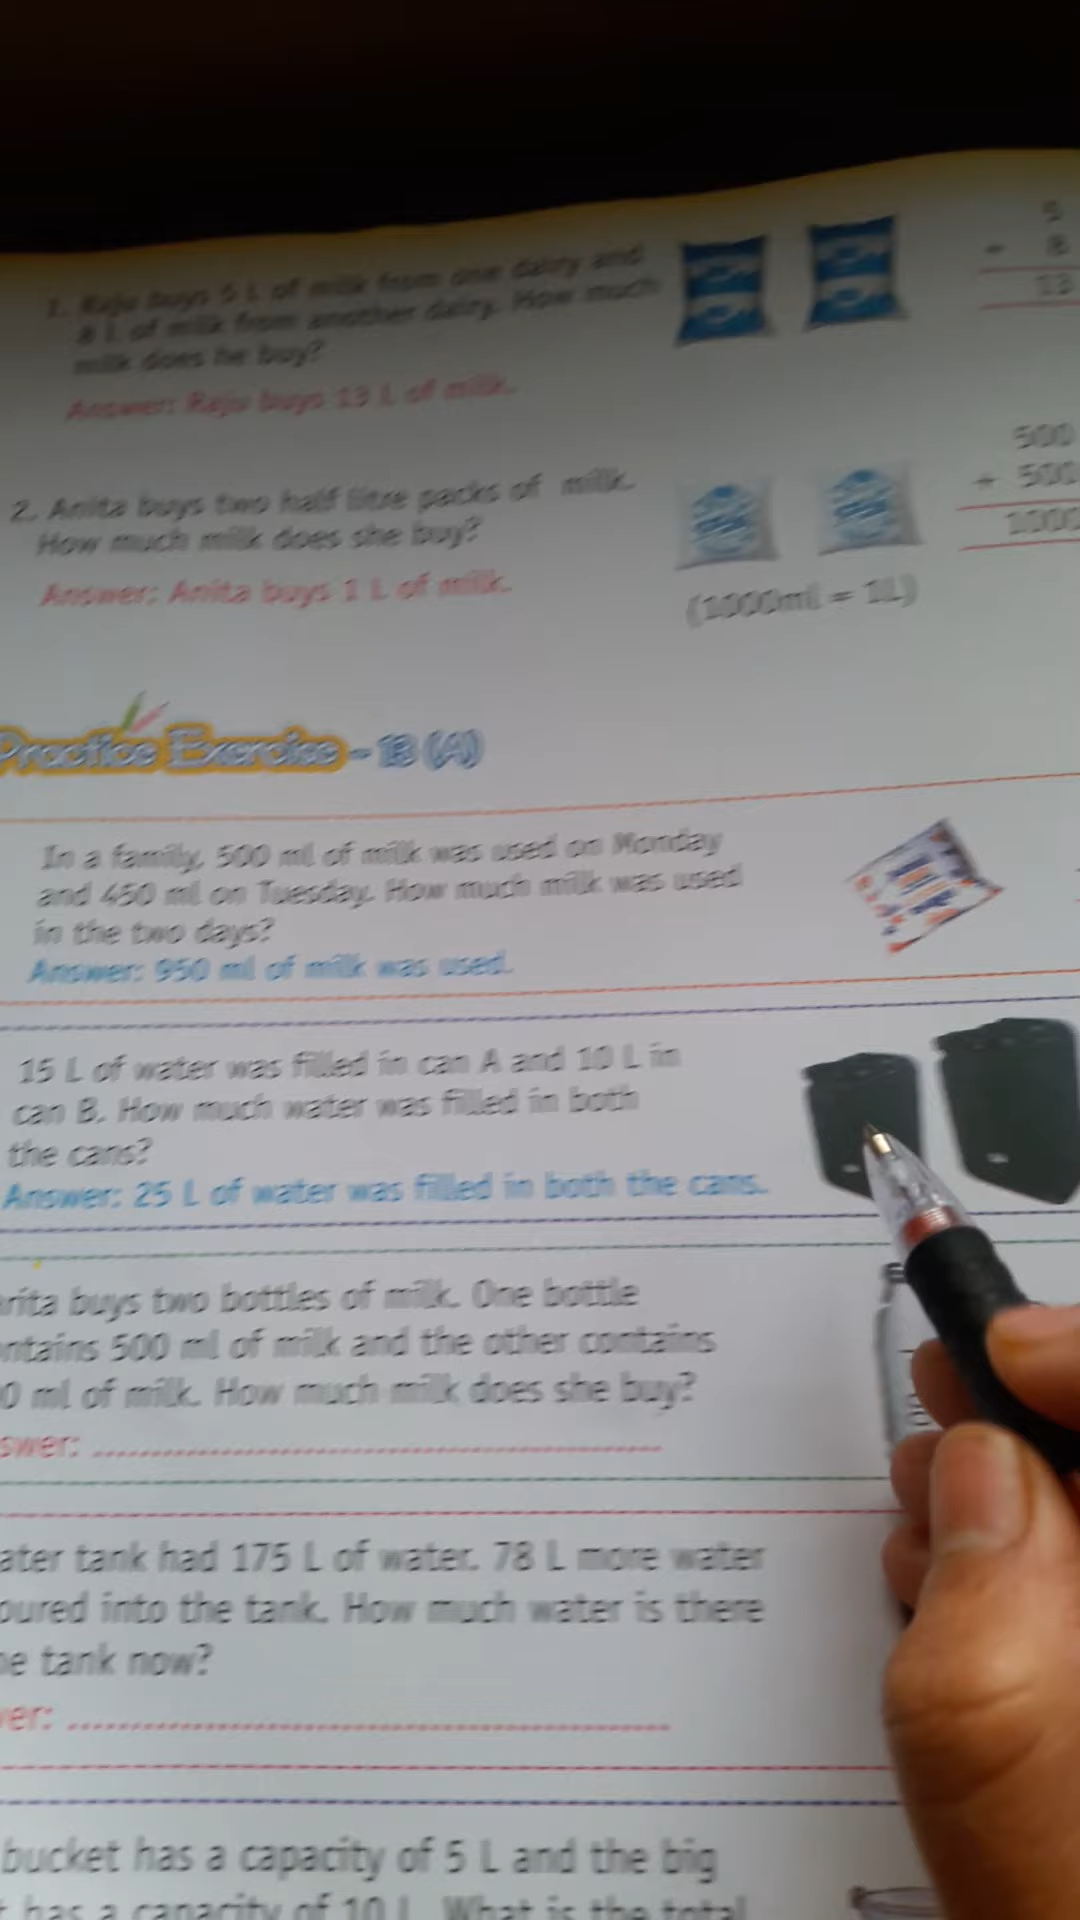 1. Raju buys 5 L of milk from one dairy and
8 L of milk from another dairy. How much
milk does he buy?
Answer: Raju buys 13 L of milk.
5
+ 8
13
2. Anita buys two half litre packs of milk.
How much milk does she buy?
Answer: Anita buys 1 L of milk.
500
+ 500
1000
(1000ml = 1L)
Practice Exercise - 13 (A)
In a family, 500 ml of milk was used on Monday
and 450 ml on Tuesday. How much milk was used
in the two days?
Answer: 950 ml of milk was used.
15 L of water was filled in can A and 10 L in
can B. How much water was filled in both
the cans?
Answer: 25 L of water was filled in both the cans.
rita buys two bottles of milk. One bottle
ntains 500 ml of milk and the other contains
0 ml of milk. How much milk does she buy?
swer:
ater tank had 175 L of water. 78 L more water
oured into the tank. How much water is there
e tank now?
er:
bucket has a capacity of 5 L and the big
has a capacity of 10 L. What is the total